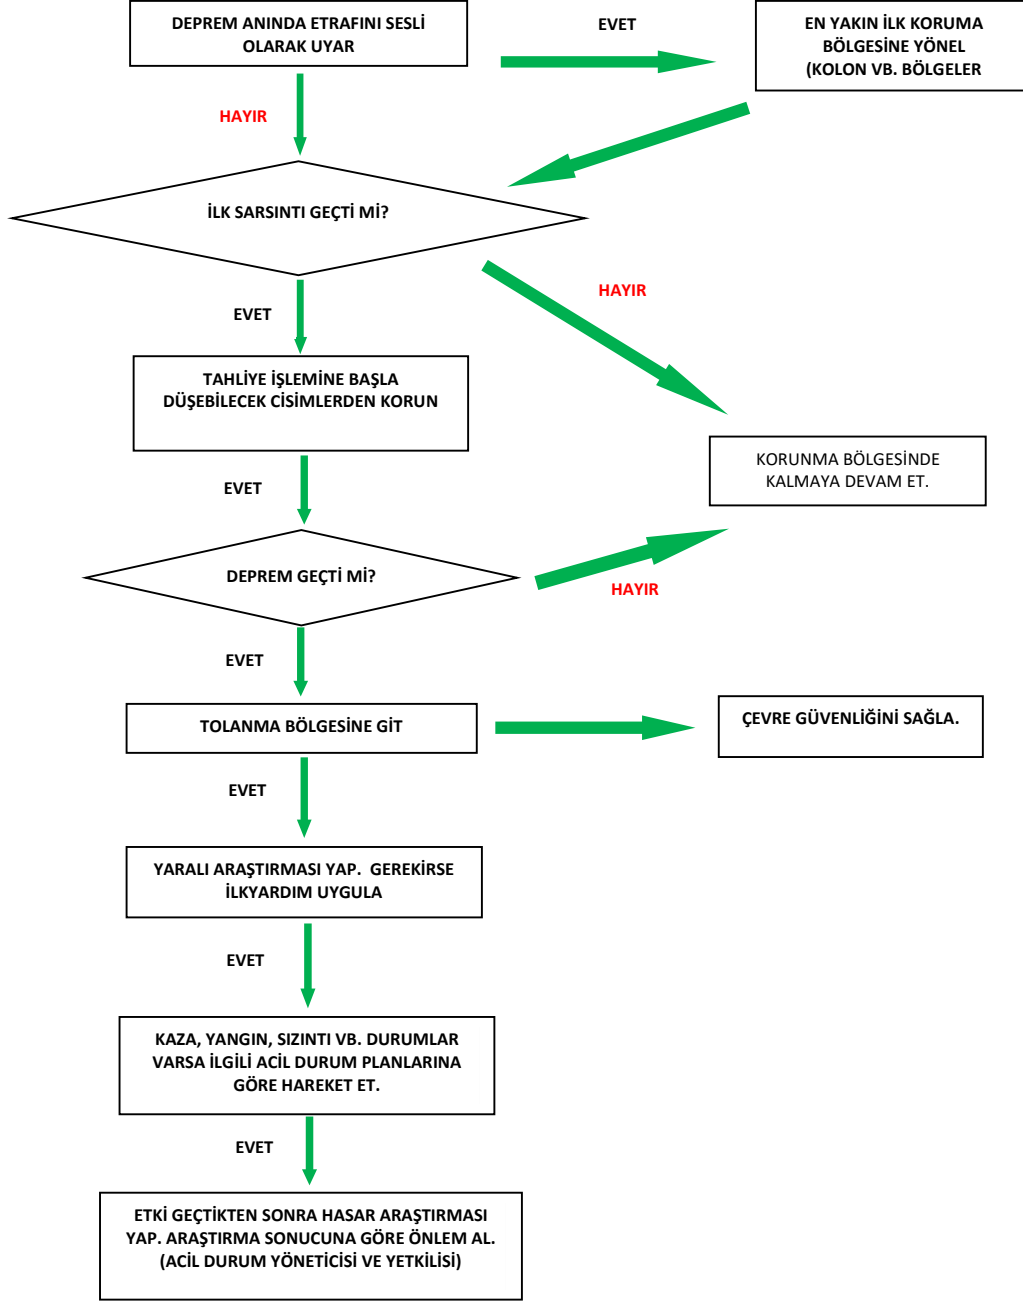 DEPREM ANINDA ETRAFINI SESLİ
OLARAK UYAR
EVET
EN YAKIN İLK KORUMA
BÖLGESİNE YÖNEL
(KOLON VB. BÖLGELER
HAYIR
İLK SARSINTI GEÇTİ Mİ?
HAYIR
EVET
TAHLİYE İŞLEMİNE BAŞLA
DÜŞEBİLECEK CİSİMLERDEN KORUN
KORUNMA BÖLGESİNDE
KALMAYA DEVAM ET.
EVET
DEPREM GEÇTİ Mİ?
HAYIR
EVET
TOLANMA BÖLGESİNE GİT
ÇEVRE GÜVENLİĞİNİ SAĞLA.
EVET
YARALI ARAŞTIRMASI YAP.  GEREKİRSE
İLKYARDIM UYGULA
EVET
KAZA, YANGIN, SIZINTI VB. DURUMLAR
VARSA İLGİLİ ACİL DURUM PLANLARINA
GÖRE HAREKET ET.
EVET
ETKİ GEÇTİKTEN SONRA HASAR ARAŞTIRMASI
YAP. ARAŞTIRMA SONUCUNA GÖRE ÖNLEM AL.
(ACİL DURUM YÖNETİCİSİ VE YETKİLİSİ)